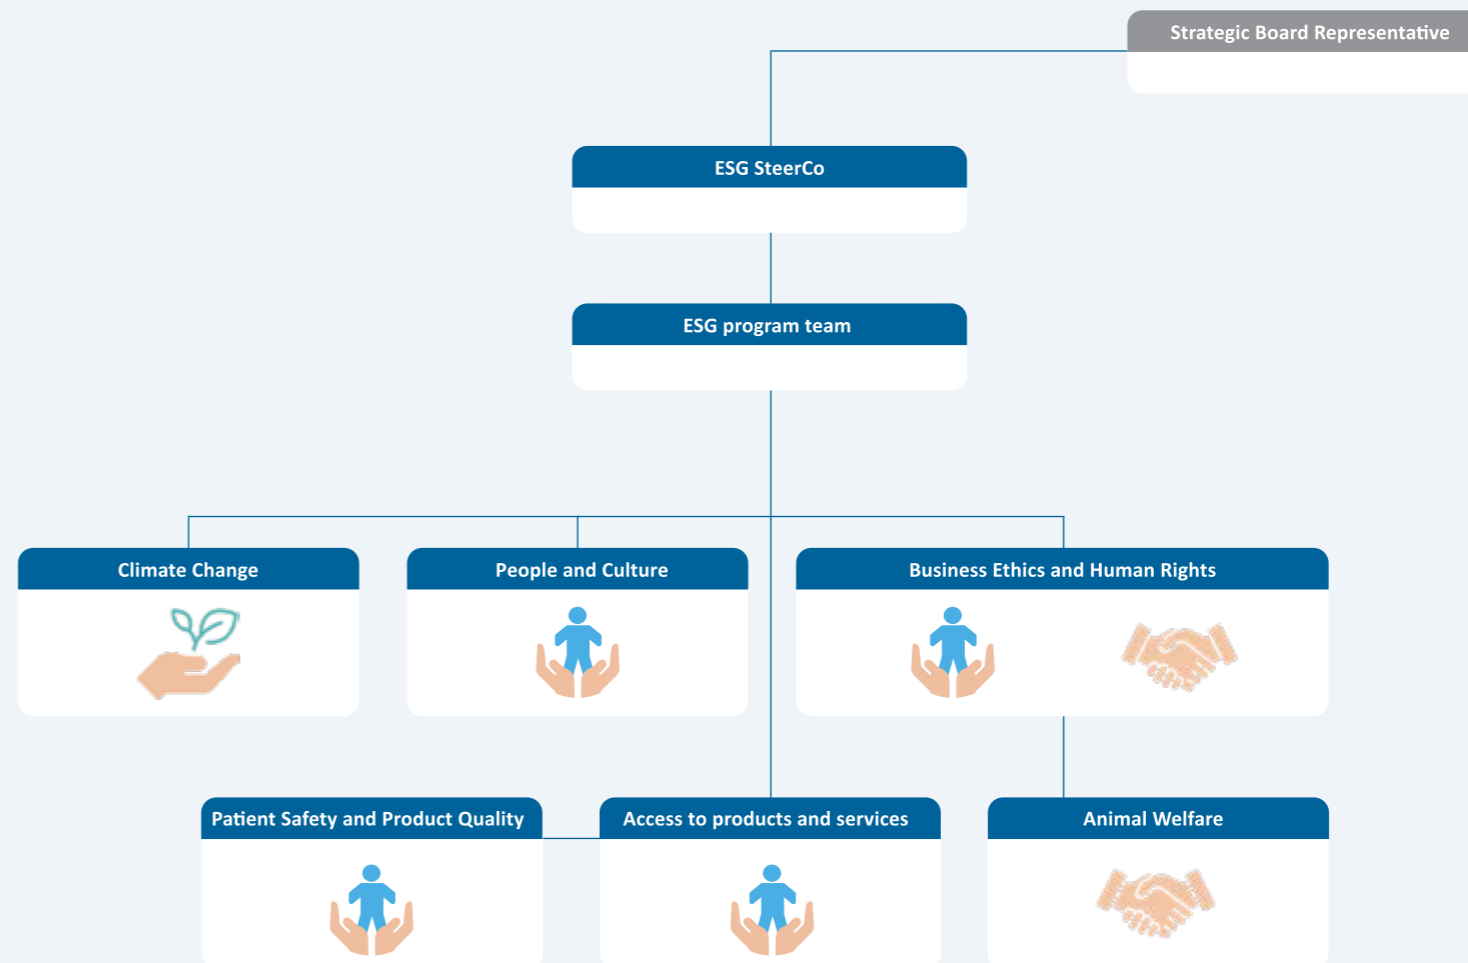 Strategic Board Representative
ESG SteerCo
ESG program team
Climate Change
People and Culture
Business Ethics and Human Rights
Patient Safety and Product Quality
Access to products and services
Animal Welfare